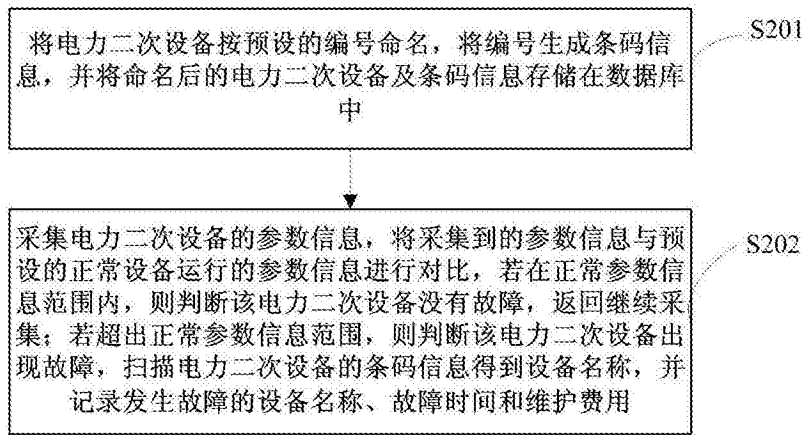 将电力二次设备按预设的编号命名，将编号生成条码信
息，并将命名后的电力二次设备及条码信息存储在数据库
中
S201
采集电力二次设备的参数信息，将采集到的参数信息与预
设的正常设备运行的参数信息进行对比，若在正常参数信
息范围内，则判断该电力二次设备没有故障，返回继续采
集；若超出正常参数信息范围，则判断该电力二次设备出
现故障，扫描电力二次设备的条码信息得到设备名称，并
记录发生故障的设备名称、故障时间和维护费用
S202